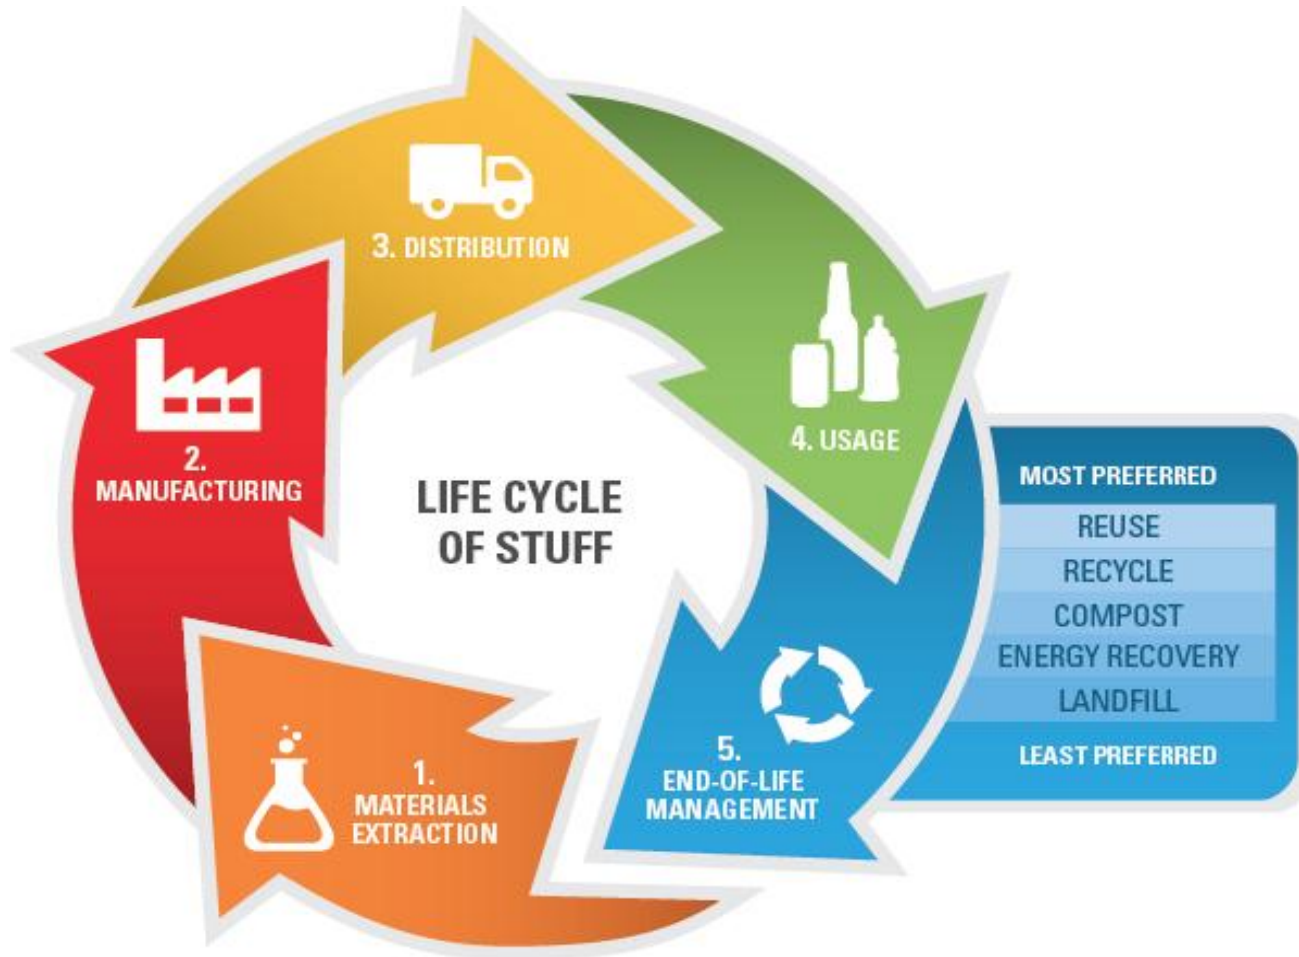 LIFE CYCLE
OF STUFF
1.
MATERIALS
EXTRACTION
2.
MANUFACTURING
3. DISTRIBUTION
4. USAGE
5.
END-OF-LIFE
MANAGEMENT
MOST PREFERRED
REUSE
RECYCLE
COMPOST
ENERGY RECOVERY
LANDFILL
LEAST PREFERRED